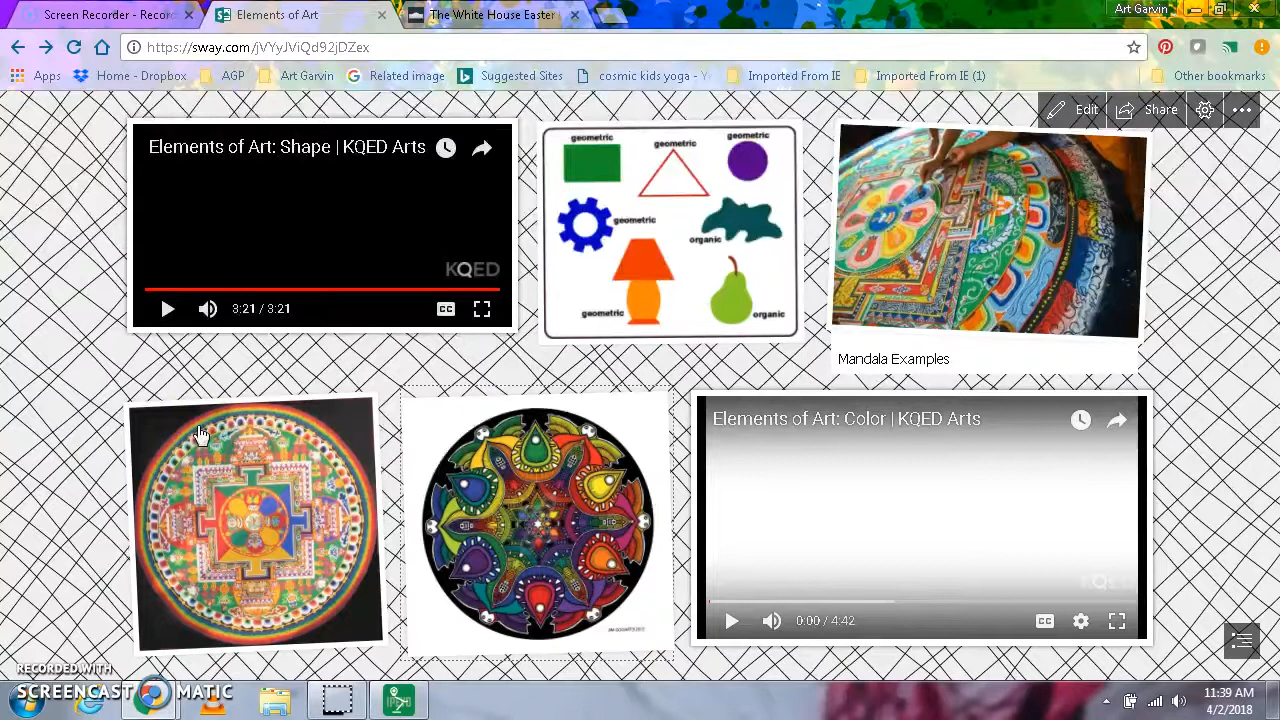 Screen Recorder - Record
Elements of Art
The White House Easter
Art Garvin
https://sway.com/jVYyJViQd92jDZex
Apps
Home - Dropbox
AGP
Art Garvin
Related image
Suggested Sites
cosmic kids yoga - Y
Imported From IE
Imported From IE (1)
Other bookmarks
Edit
Share
Elements of Art: Shape | KQED Arts
KQED
3:21 / 3:21
CC
geometric
geometric
geometric
geometric
organic
geometric
organic
Mandala Examples
Elements of Art: Color | KQED Arts
0:00 / 4:42
CC
RECORDED WITH
SCREENCAST MATIC
11:39 AM
4/2/2018